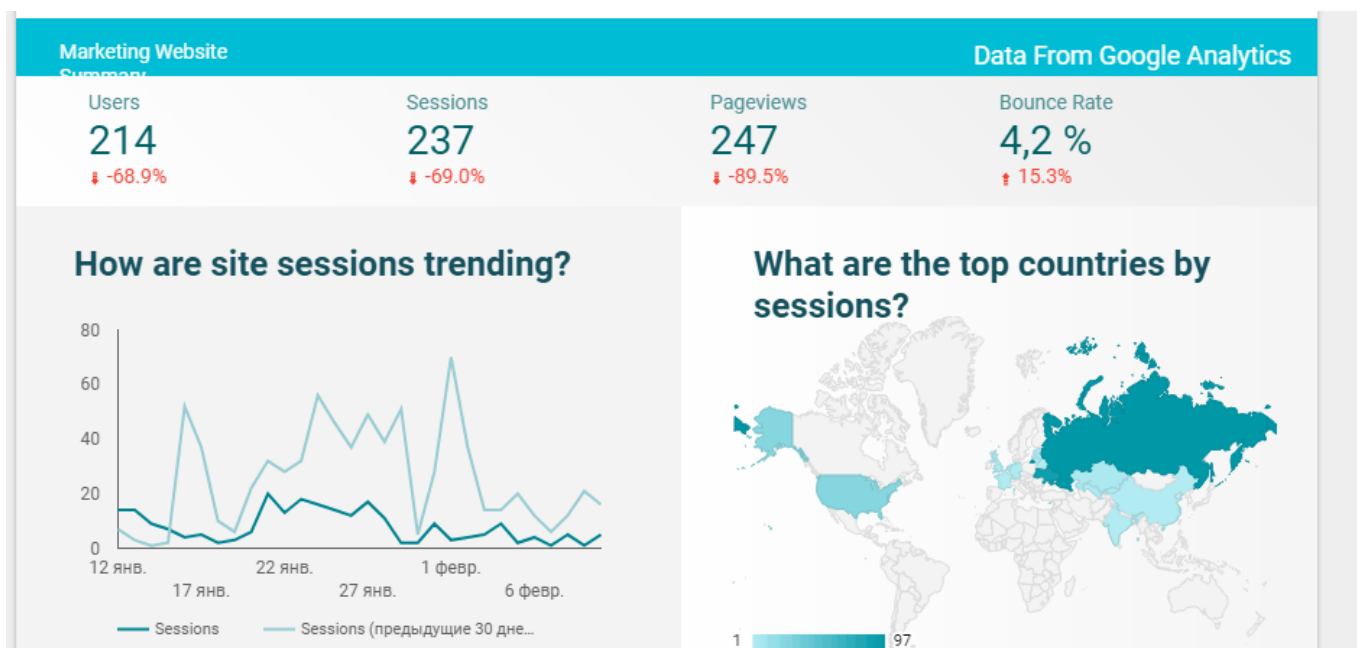 Marketing Website
Summary
Data From Google Analytics
Users
214
-68.9%
Sessions
237
-69.0%
Pageviews
247
-89.5%
Bounce Rate
4,2 %
15.3%
How are site sessions trending?
80
60
40
20
0
12 янв.
17 янв.
22 янв.
27 янв.
1 февр.
6 февр.
Sessions
Sessions (предыдущие 30 дне...
What are the top countries by
sessions?
1
97